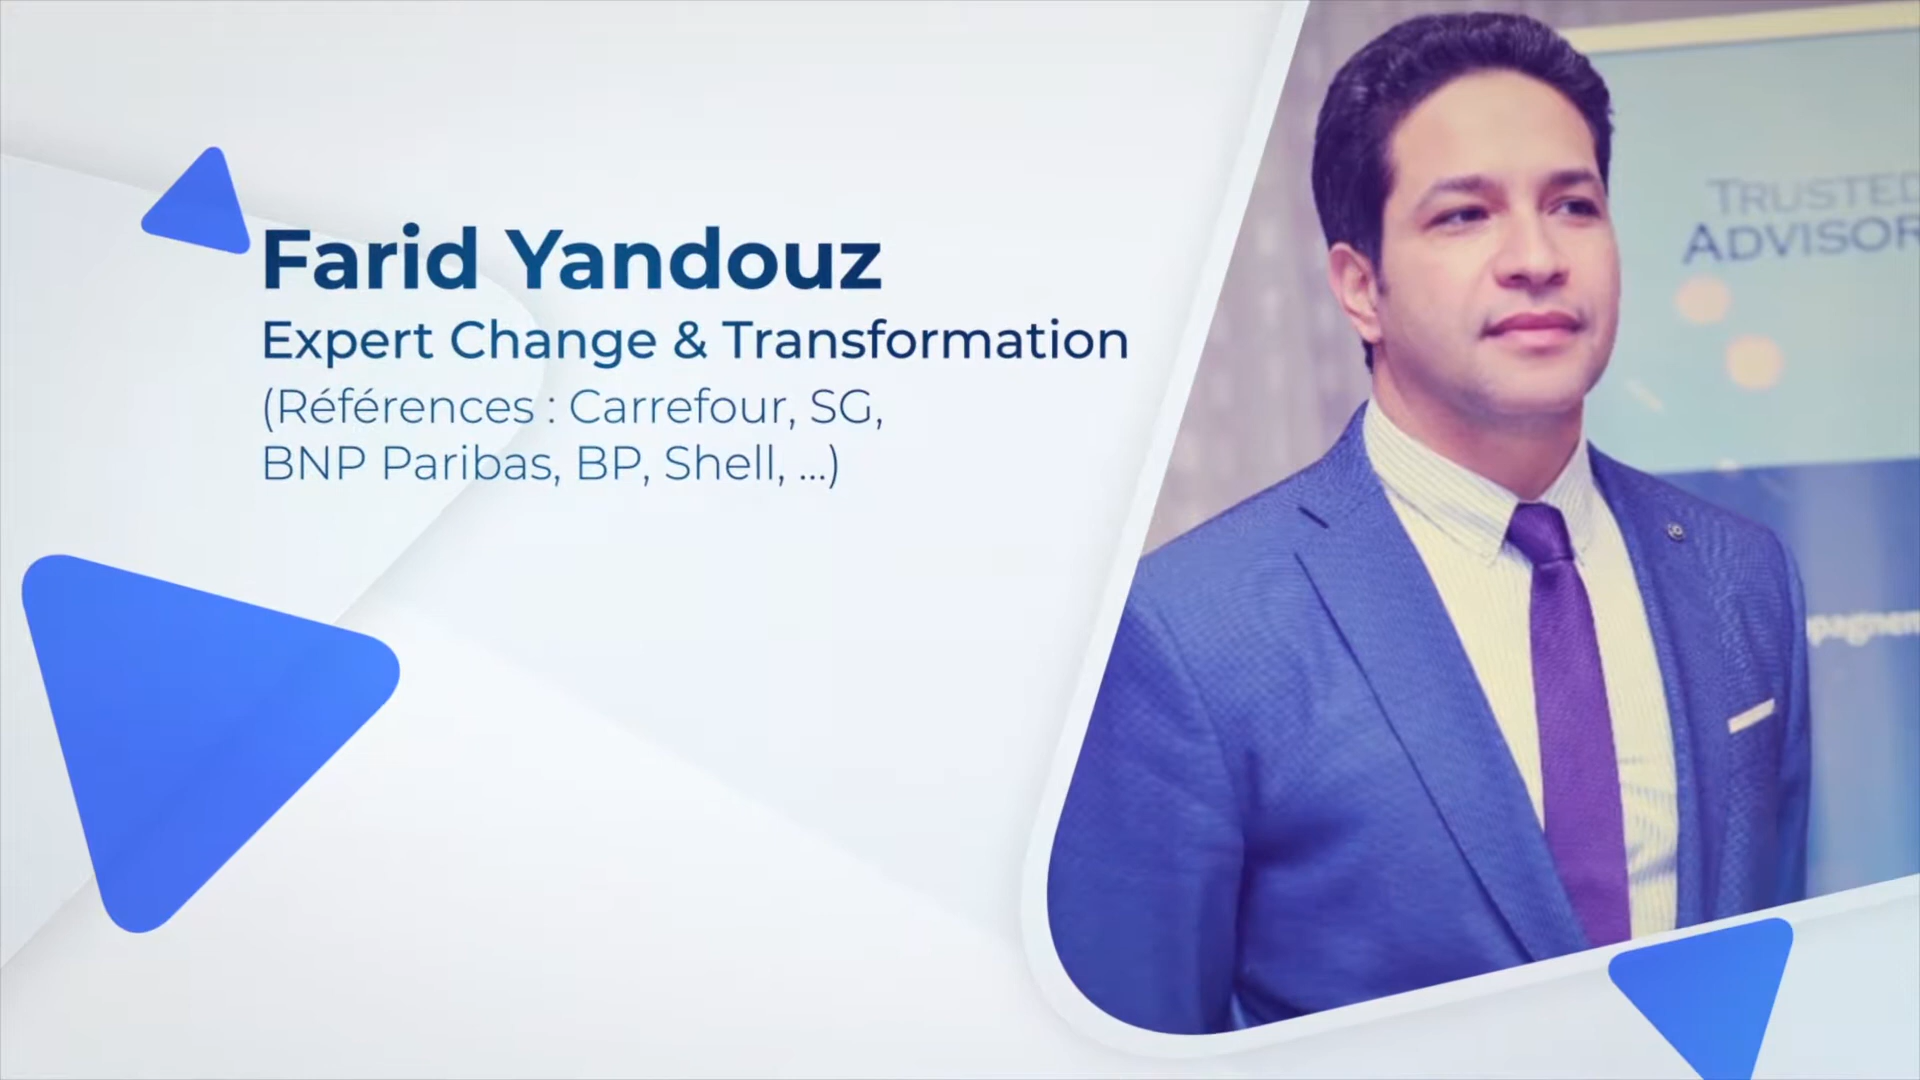 Farid Yandouz
Expert Change & Transformation
(Références : Carrefour, SG,
BNP Paribas, BP, Shell, ...)
TRUSTED
ADVISOR